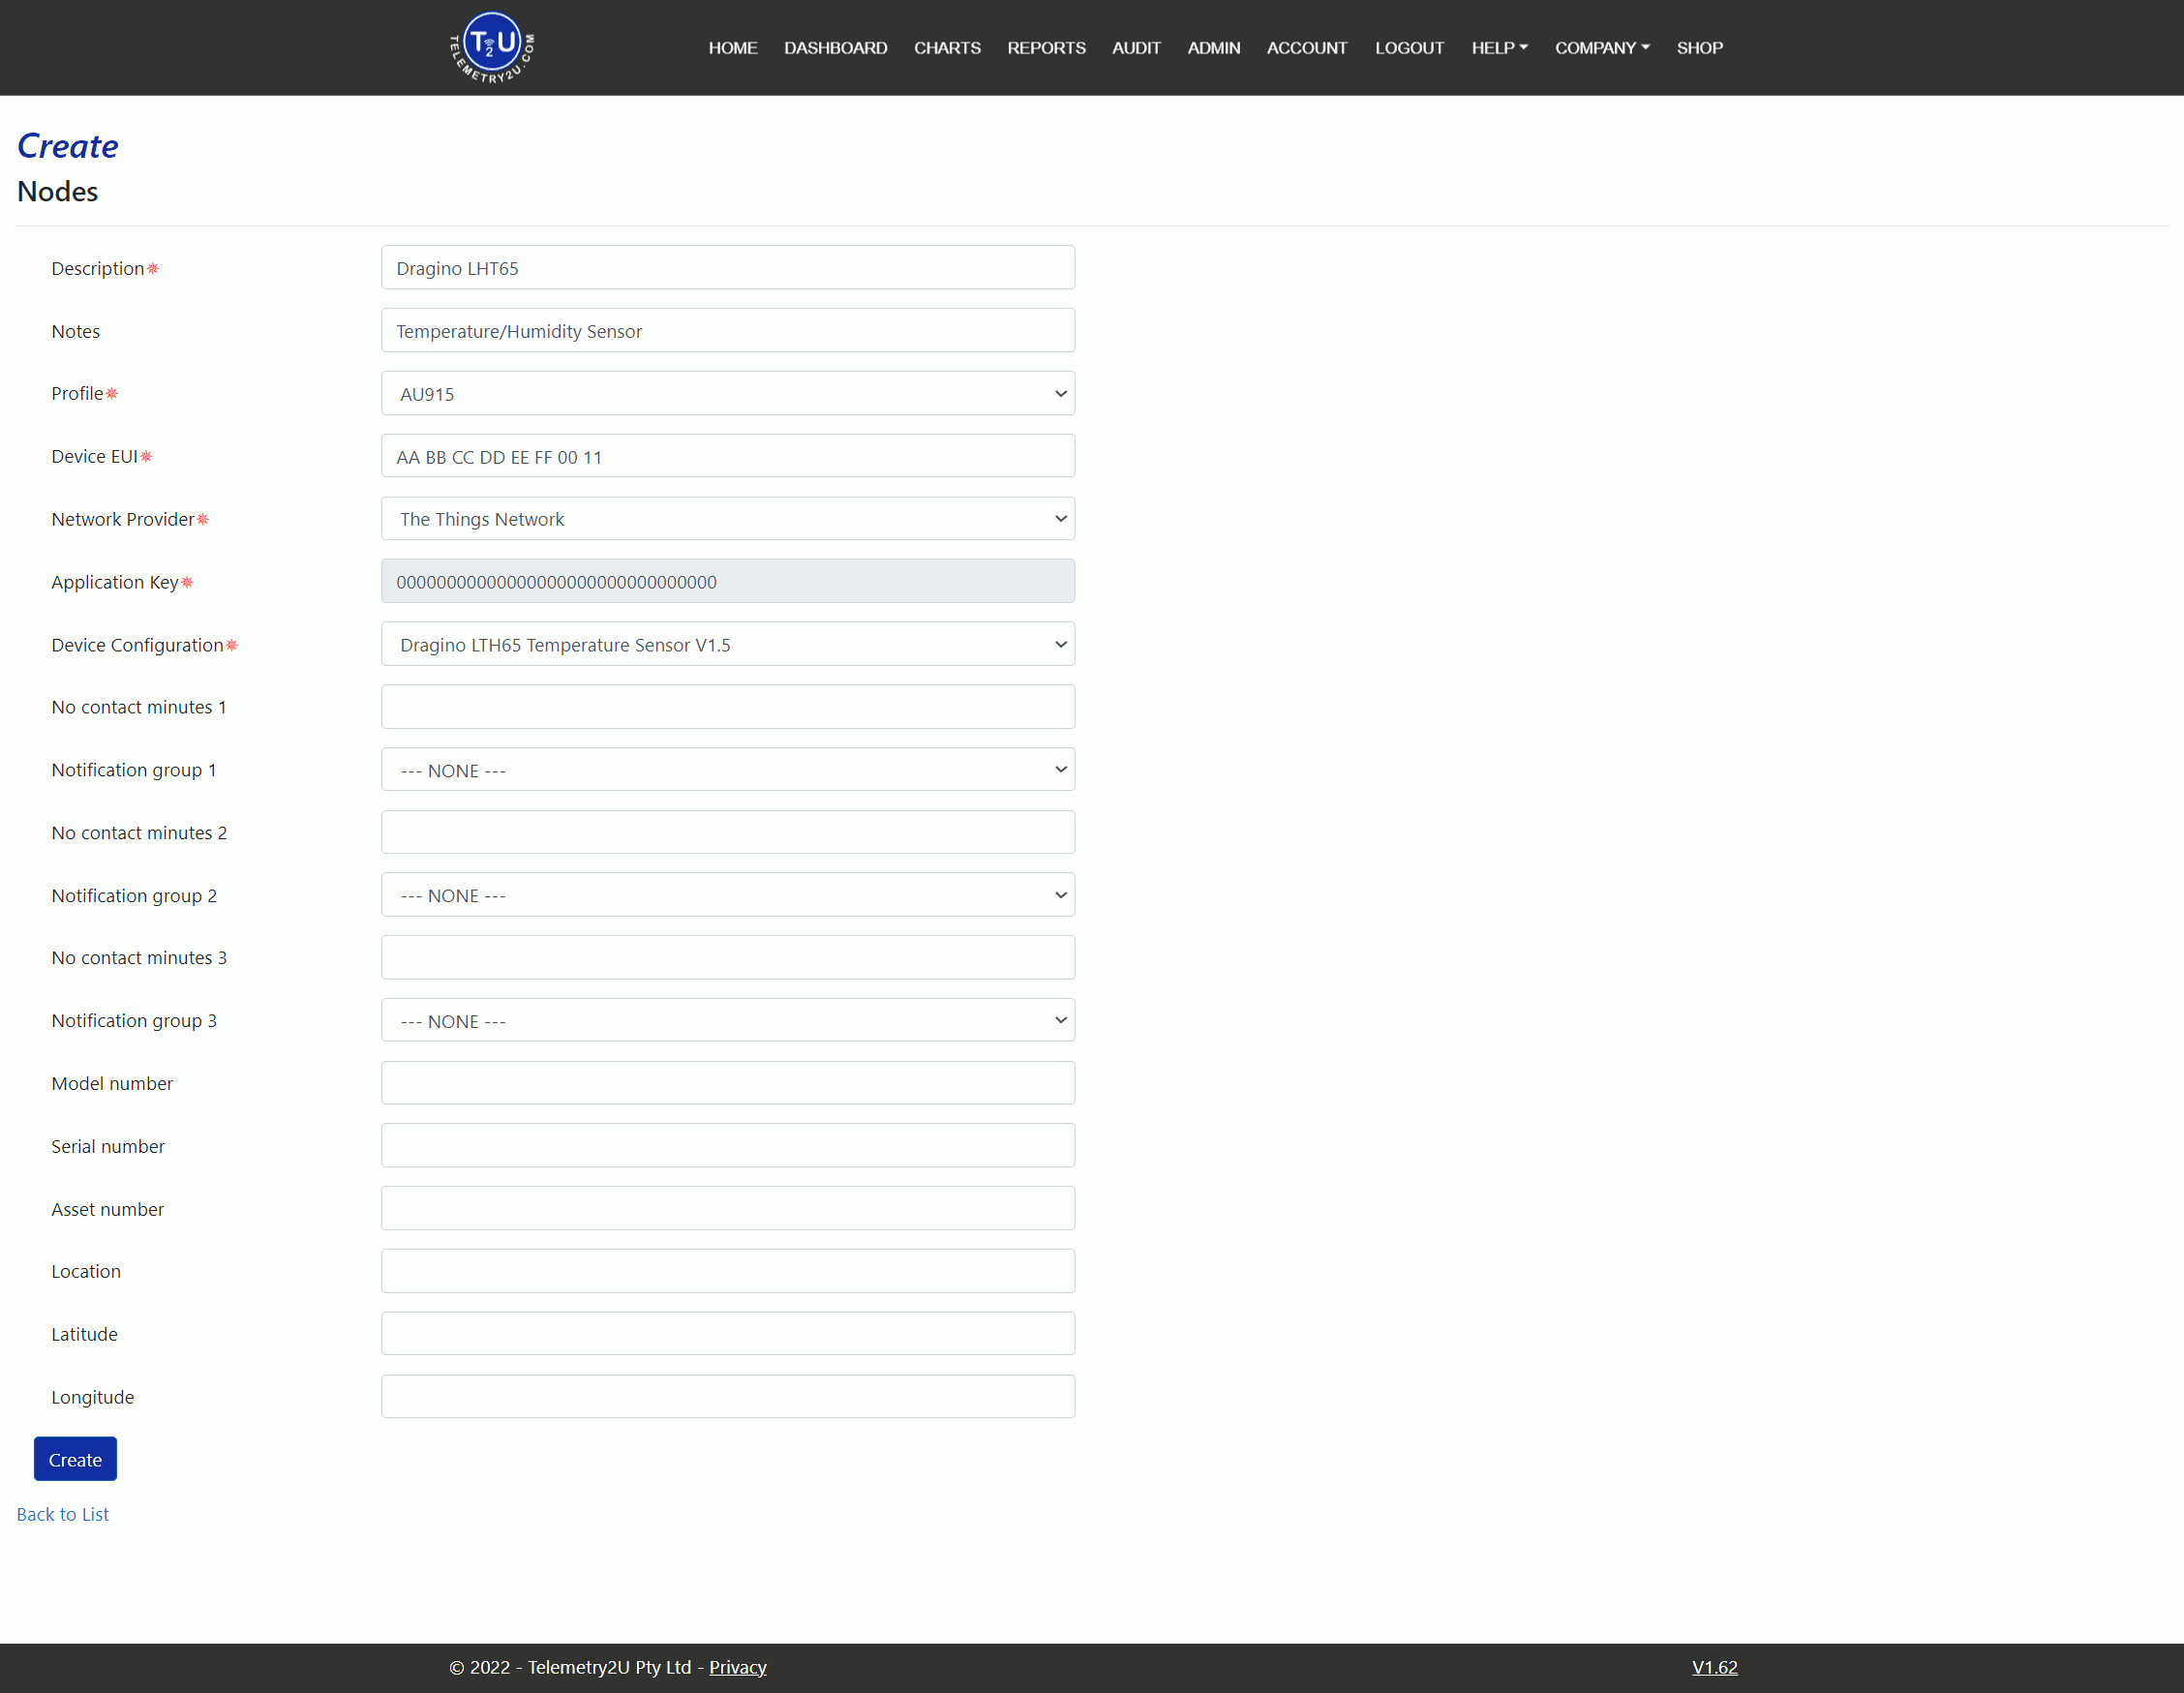 T2U
TELEMETRY2U.COM
HOME DASHBOARD CHARTS REPORTS AUDIT ADMIN ACCOUNT LOGOUT HELP COMPANY SHOP
Create
Nodes
Description* Dragino LHT65
Notes Temperature/Humidity Sensor
Profile* AU915
Device EUI* AA BB CC DD EE FF 00 11
Network Provider* The Things Network
Application Key* 00000000000000000000000000000000
Device Configuration* Dragino LTH65 Temperature Sensor V1.5
No contact minutes 1
Notification group 1 --- NONE ---
No contact minutes 2
Notification group 2 --- NONE ---
No contact minutes 3
Notification group 3 --- NONE ---
Model number
Serial number
Asset number
Location
Latitude
Longitude
Create
Back to List
© 2022 - Telemetry2U Pty Ltd - Privacy V1.62